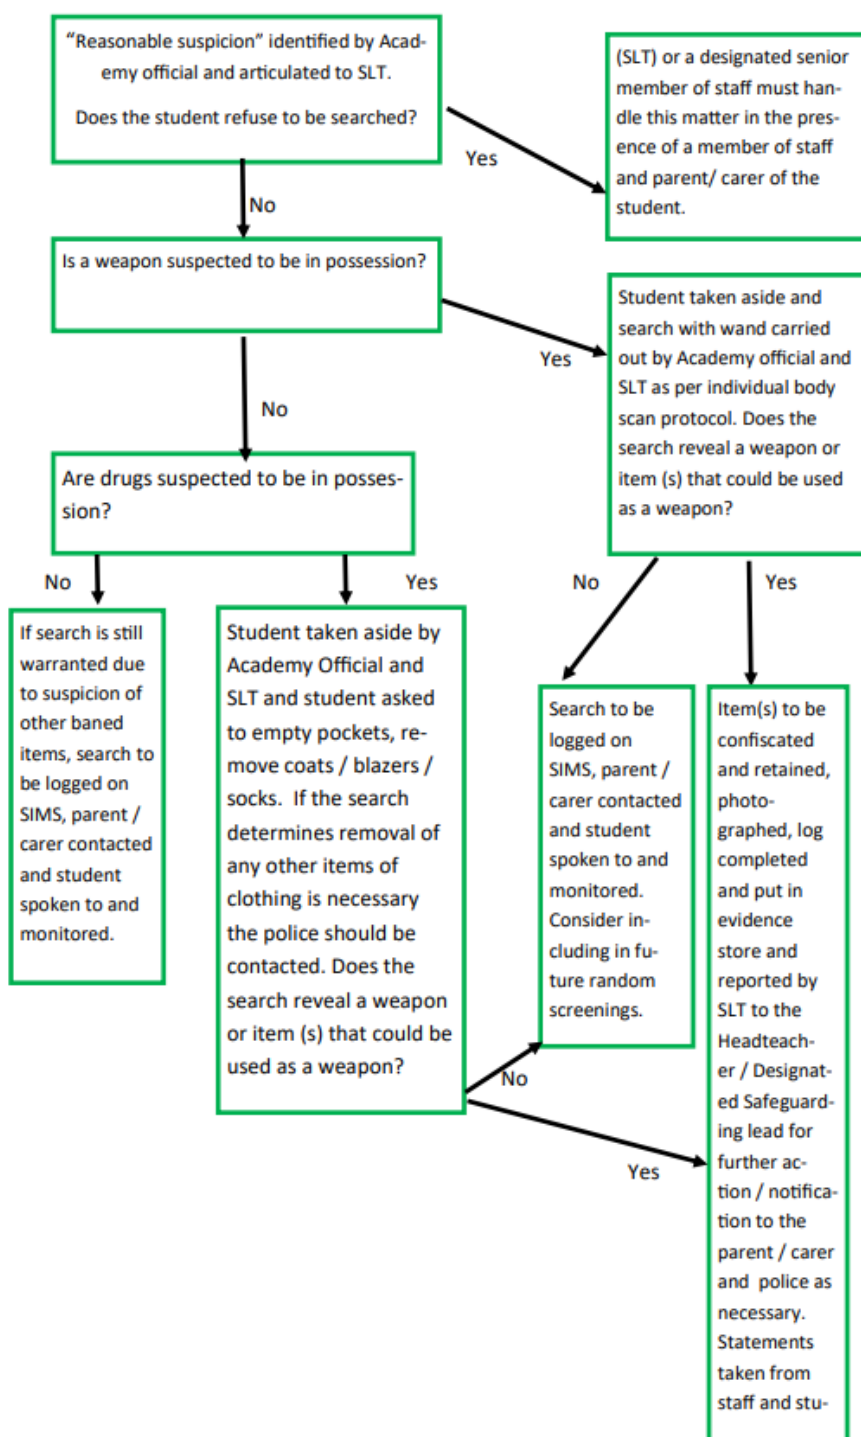 “Reasonable suspicion” identified by Acad-
emy official and articulated to SLT.
Does the student refuse to be searched?
(SLT) or a designated senior
member of staff must han-
dle this matter in the pres-
ence of a member of staff
and parent/ carer of the
student.
Yes
No
Is a weapon suspected to be in possession?
Student taken aside and
search with wand carried
out by Academy official and
SLT as per individual body
scan protocol. Does the
search reveal a weapon or
item (s) that could be used
as a weapon?
Yes
No
Are drugs suspected to be in posses-
sion?
No
Yes
No
Yes
If search is still
warranted due
to suspicion of
other baned
items, search to
be logged on
SIMS, parent /
carer contacted
and student
spoken to and
monitored.
Student taken aside by
Academy Official and
SLT and student asked
to empty pockets, re-
move coats / blazers /
socks.  If the search
determines removal of
any other items of
clothing is necessary
the police should be
contacted. Does the
search reveal a weapon
or item (s) that could be
used as a weapon?
Search to be
logged on
SIMS, parent /
carer contacted
and student
spoken to and
monitored.
Consider in-
cluding in fu-
ture random
screenings.
Item(s) to be
confiscated
and retained,
photo-
graphed, log
completed
and put in
evidence
store and
reported by
SLT to the
Headteach-
er / Designat-
ed Safeguard-
ing lead for
further ac-
tion / notifica-
tion to the
parent / carer
and  police as
necessary.
Statements
taken from
staff and stu-
No
Yes